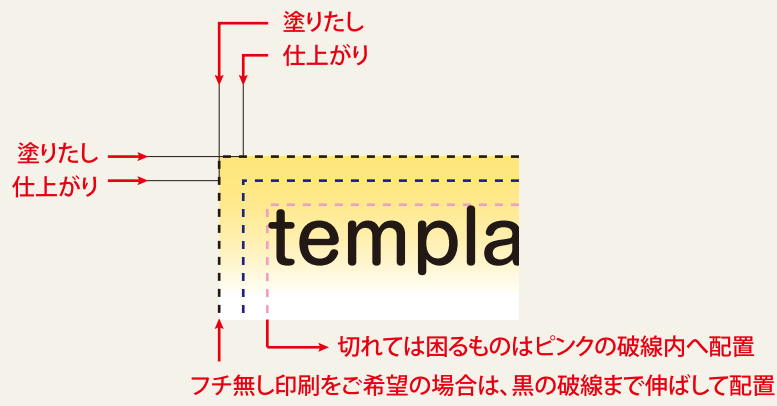 塗りたし
仕上がり
塗りたし
仕上がり
templa
切れては困るものはピンクの破線内へ配置
フチ無し印刷をご希望の場合は、黒の破線まで伸ばして配置